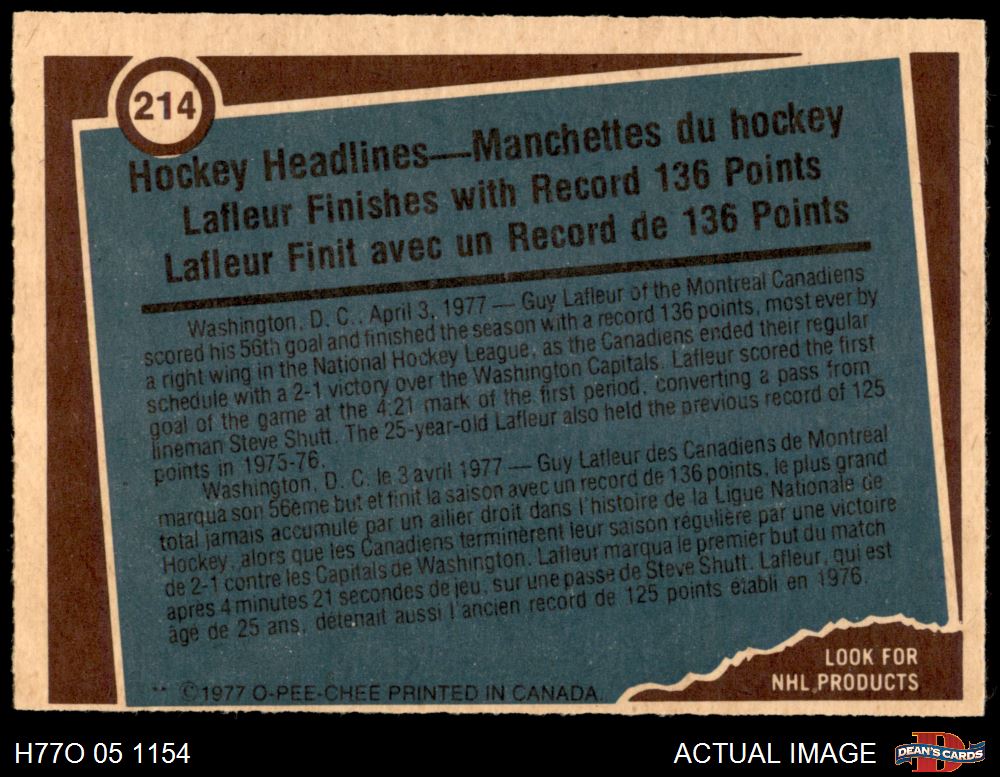 214
Hockey Headlines—Manchettes du hockey
Lafleur Finishes with Record 136 Points
Lafleur Finit avec un Record de 136 Points
Washington, D. C., April 3, 1977 — Guy Lafleur of the Montreal Canadiens
scored his 56th goal and finished the season with a record 136 points, most ever by
a right wing in the National Hockey League, as the Canadiens ended their regular
schedule with a 2-1 victory over the Washington Capitals. Lafleur scored the first
goal of the game at the 4:21 mark of the first period, converting a pass from
lineman Steve Shutt. The 25-year-old Lafleur also held the previous record of 125
points in 1975-76.
Washington, D. C. le 3 avril 1977 — Guy Lafleur des Canadiens de Montréal
marqua son 56ème but et finit la saison avec un record de 136 points, le plus grand
total jamais accumulé par un ailier droit dans l'histoire de la Ligue Nationale de
Hockey, alors que les Canadiens terminèrent leur saison régulière par une victoire
de 2-1 contre les Capitals de Washington. Lafleur marqua le premier but du match
après 4 minutes 21 secondes de jeu, sur une passe de Steve Shutt. Lafleur, qui est
âgé de 25 ans, détenait aussi l'ancien record de 125 points établi en 1976.
** ©1977 O-PEE-CHEE PRINTED IN CANADA.
LOOK FOR
NHL PRODUCTS
H77O 05 1154
ACTUAL IMAGE
D
DEAN'S CARDS